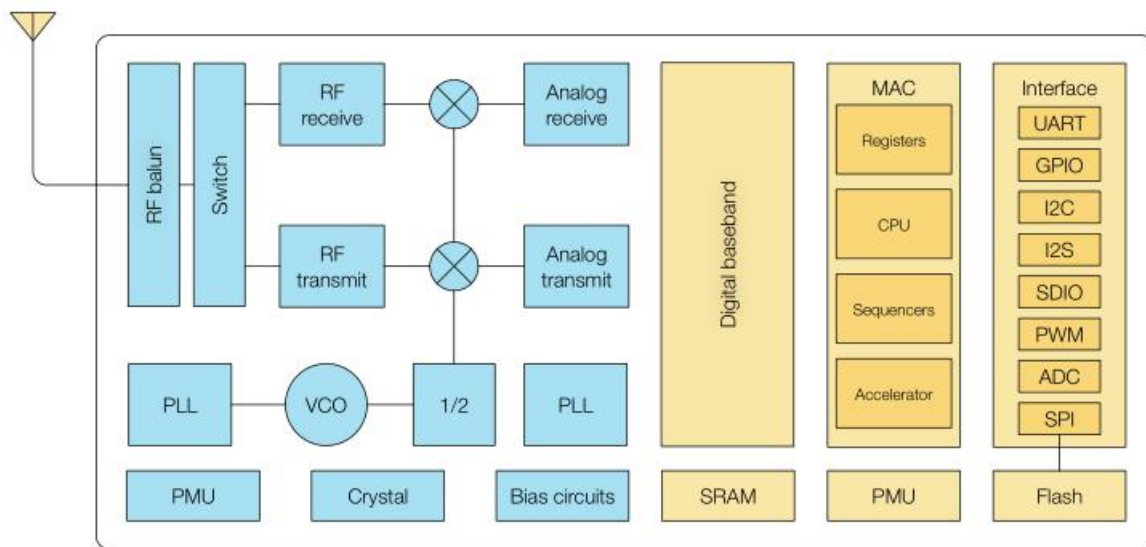 RF balun
Switch
RF
receive
Analog
receive
RF
transmit
Analog
transmit
PLL
VCO
1/2
PLL
PMU
Crystal
Bias circuits
Digital baseband
SRAM
MAC
Registers
CPU
Sequencers
Accelerator
PMU
Interface
UART
GPIO
I2C
I2S
SDIO
PWM
ADC
SPI
Flash